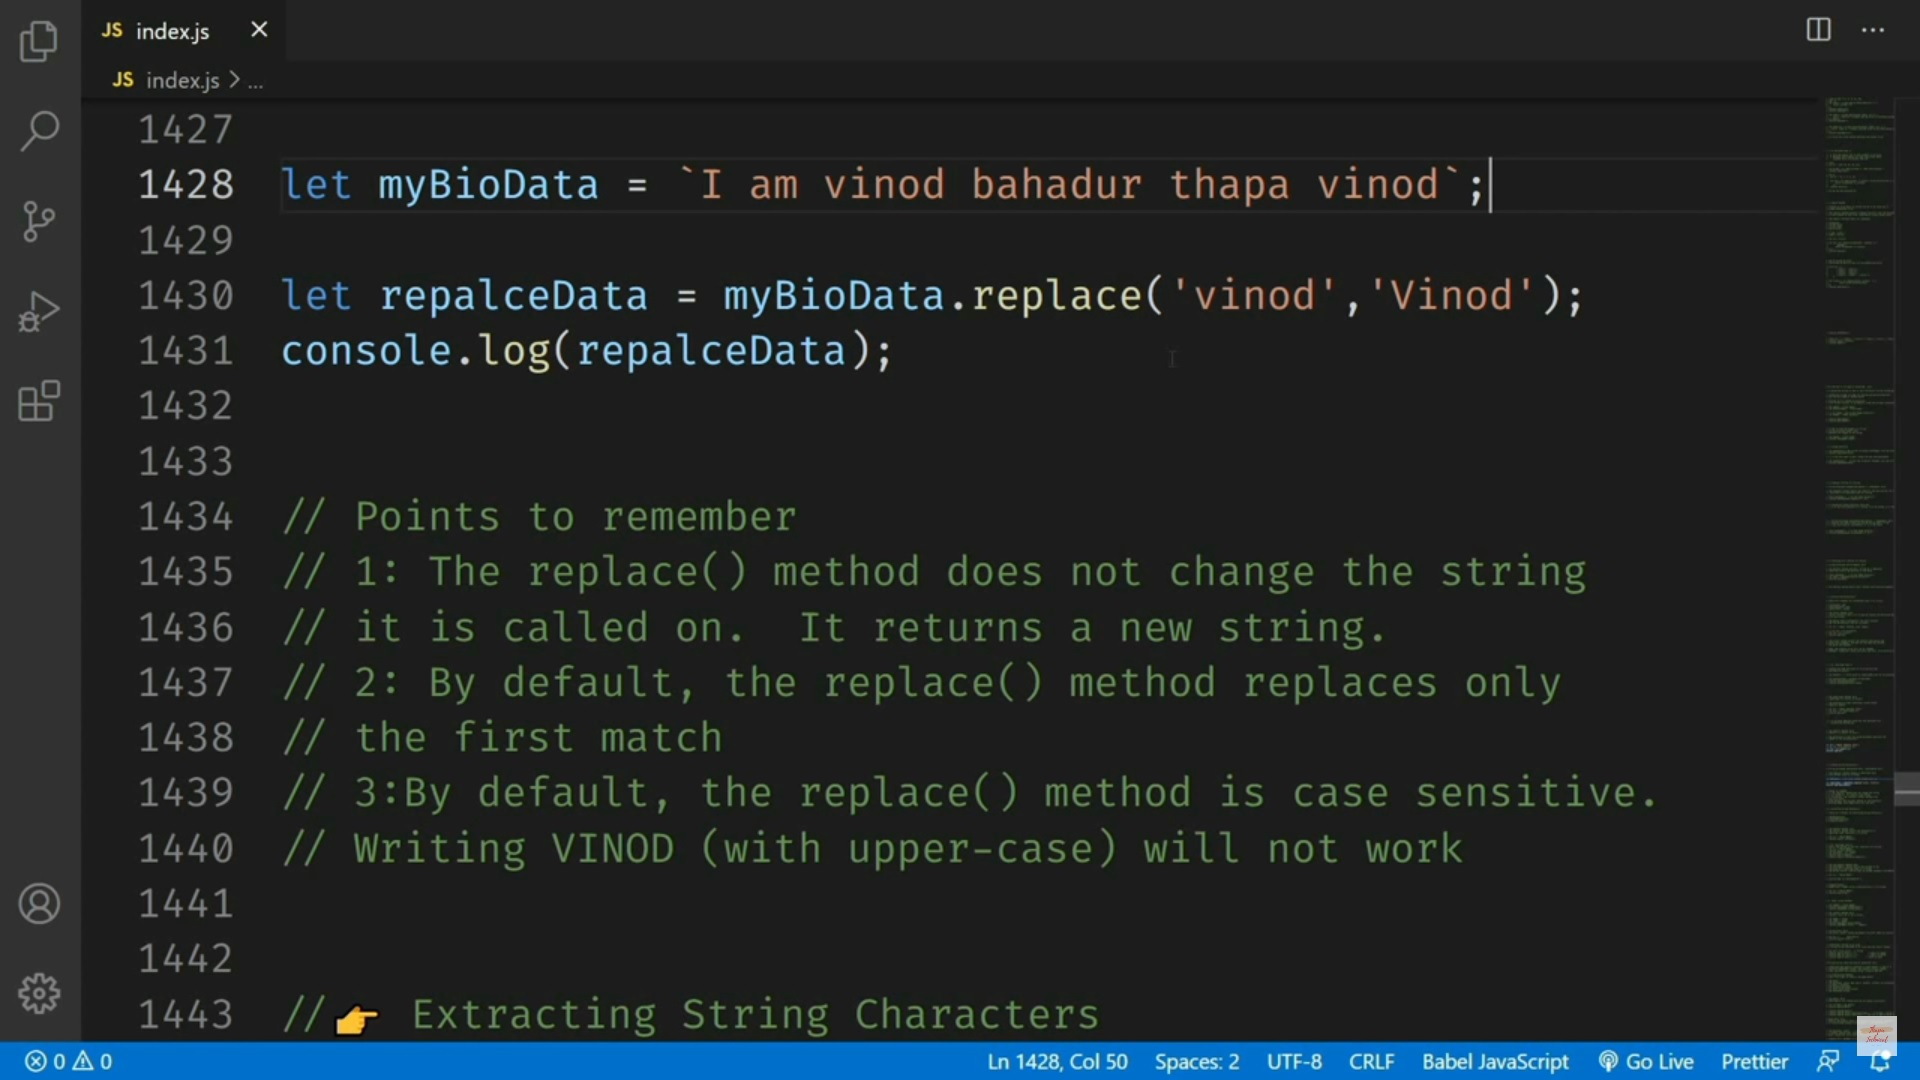 JS index.js ×
JS index.js > ...
1427
1428 let myBioData = `I am vinod bahadur thapa vinod`;
1429
1430 let repalceData = myBioData.replace('vinod','Vinod');
1431 console.log(repalceData);
1432
1433
1434 // Points to remember
1435 // 1: The replace() method does not change the string
1436 // it is called on.  It returns a new string.
1437 // 2: By default, the replace() method replaces only
1438 // the first match
1439 // 3:By default, the replace() method is case sensitive.
1440 // Writing VINOD (with upper-case) will not work
1441
1442
1443 //👉 Extracting String Characters
0 0 Ln 1428, Col 50 Spaces: 2 UTF-8 CRLF Babel JavaScript Go Live Prettier